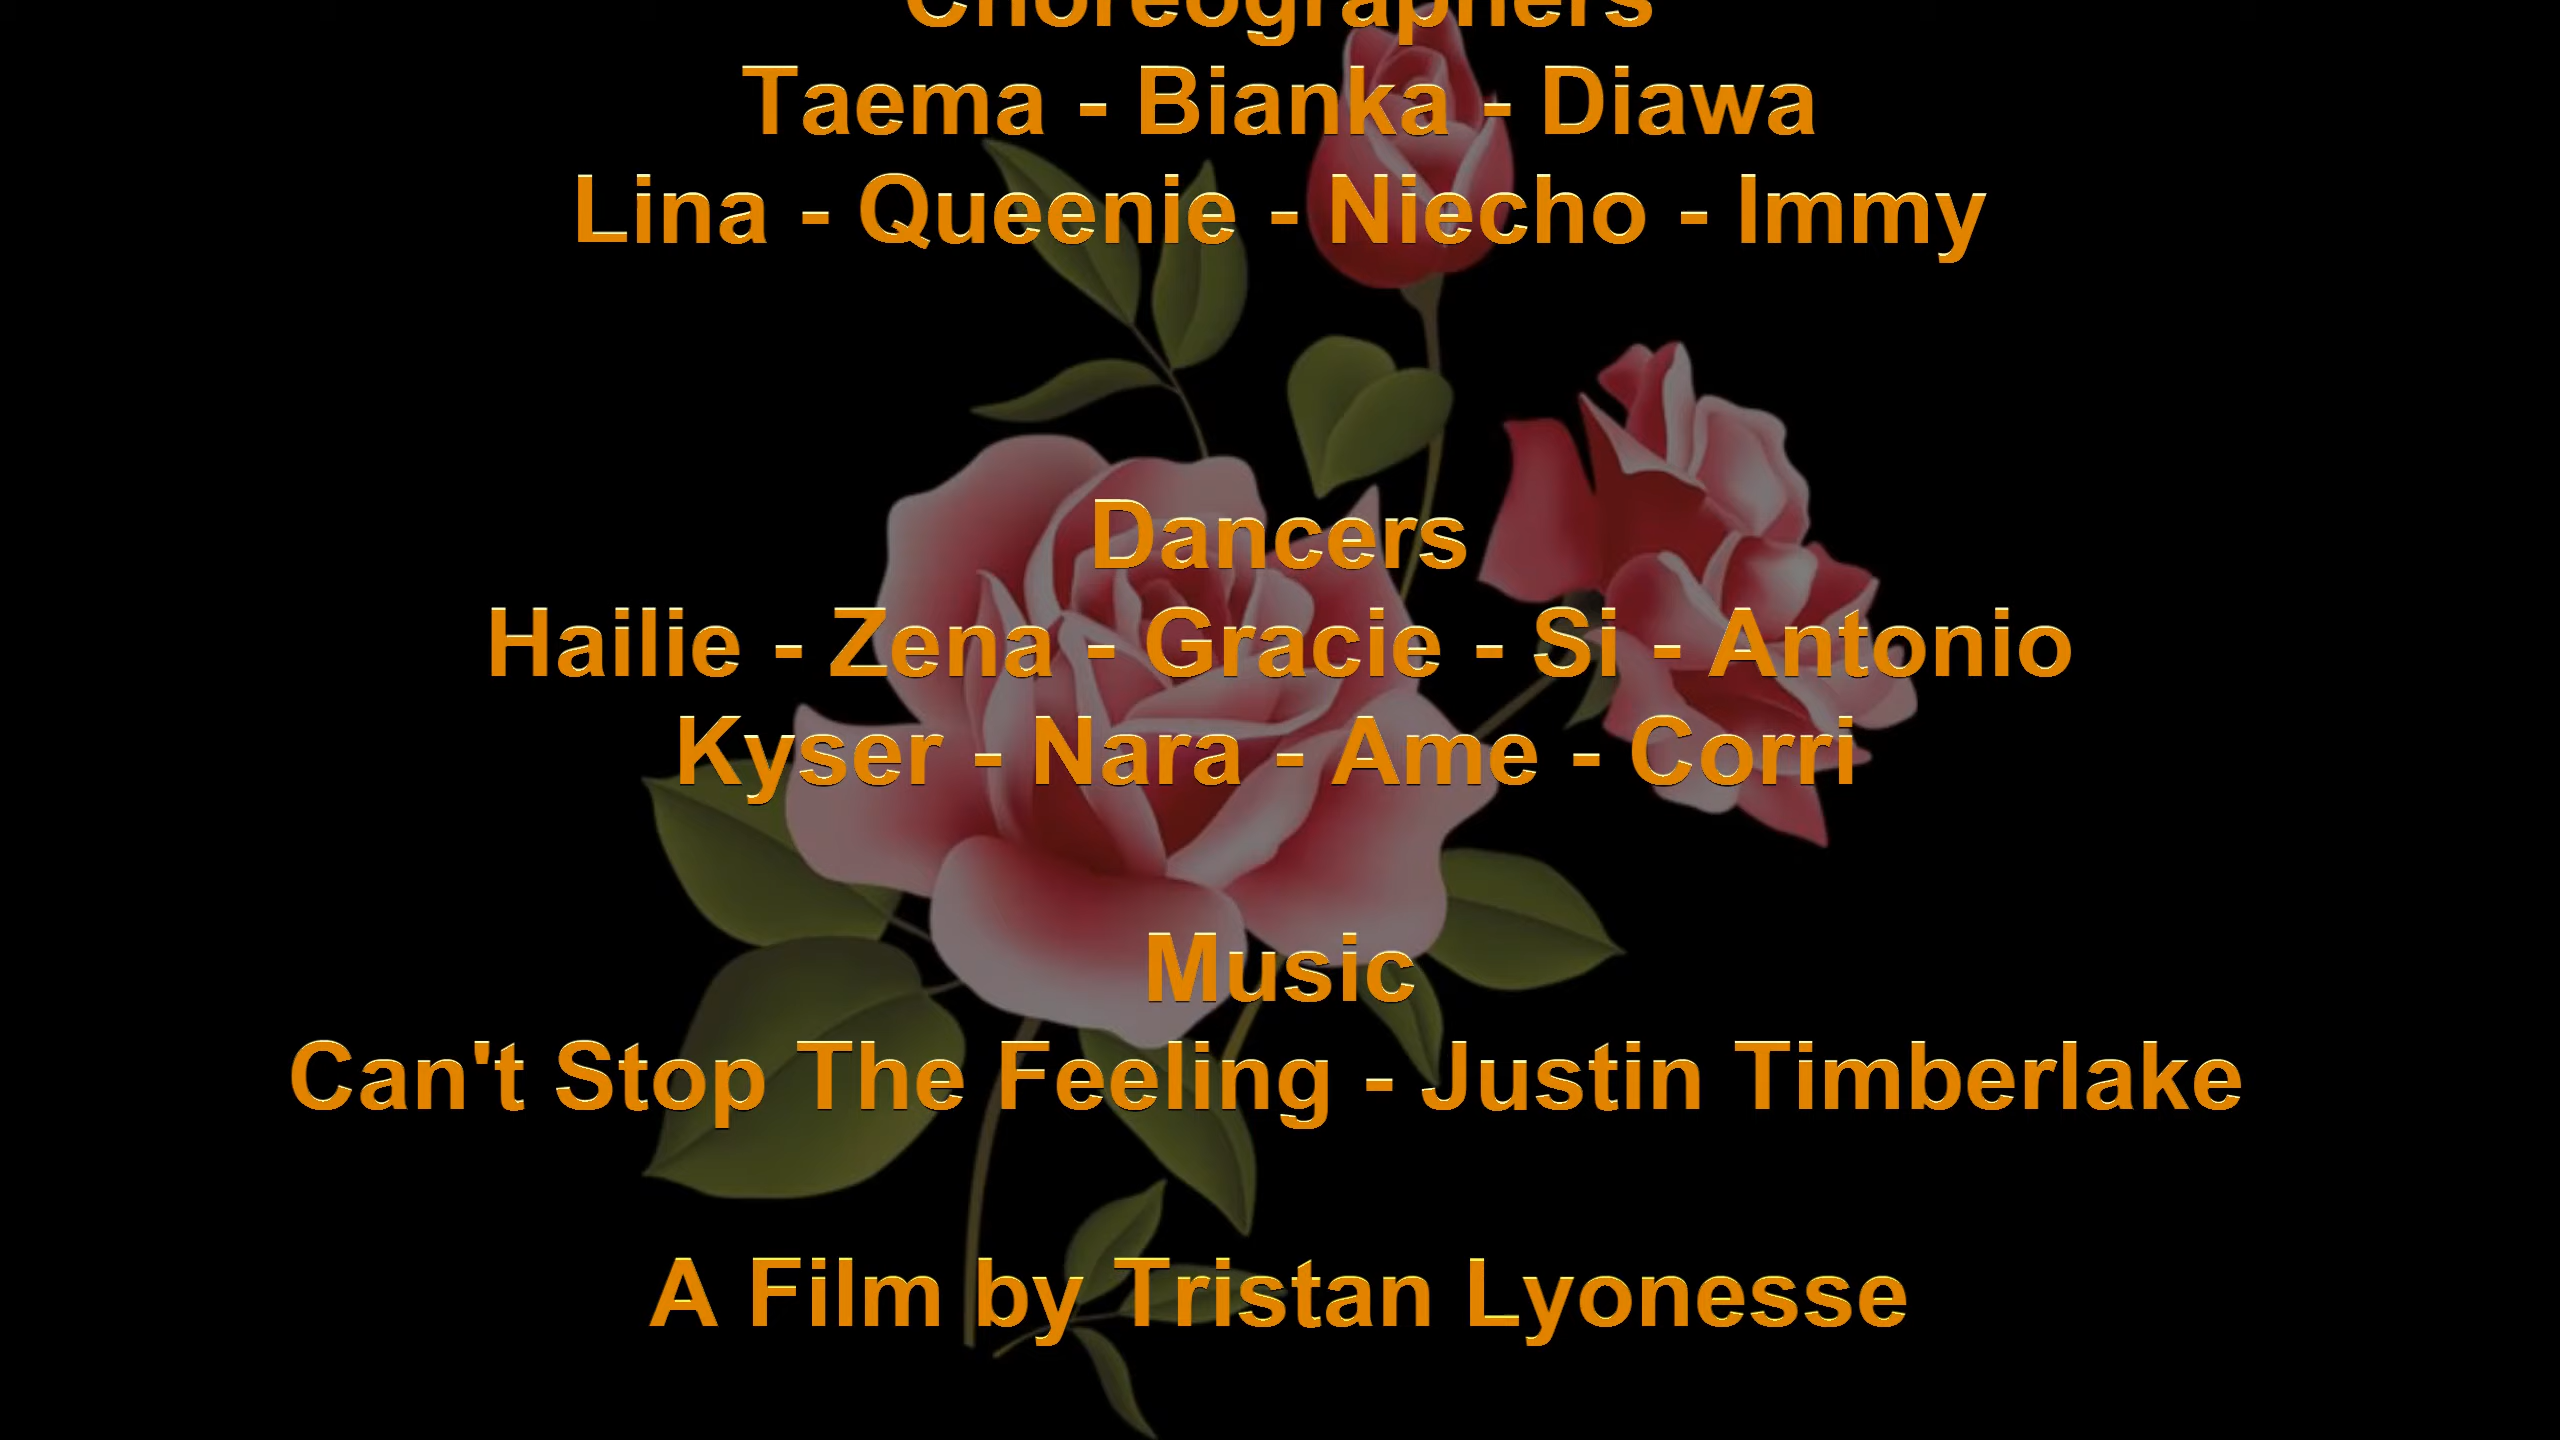 Choreographers
Taema - Bianka - Diawa
Lina - Queenie - Niecho - Immy
Dancers
Hailie - Zena - Gracie - Si - Antonio
Kyser - Nara - Ame - Corri
Music
Can't Stop The Feeling - Justin Timberlake
A Film by Tristan Lyonesse